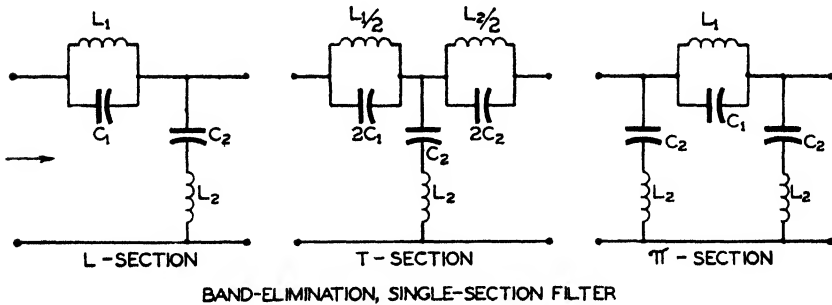 L₁
C₁
C₂
L₂
L - SECTION
L₁/2
L₂/2
2C₁
C₂
2C₂
L₂
T - SECTION
L₁
C₁
C₂
C₂
L₂
L₂
π - SECTION
BAND-ELIMINATION, SINGLE-SECTION FILTER